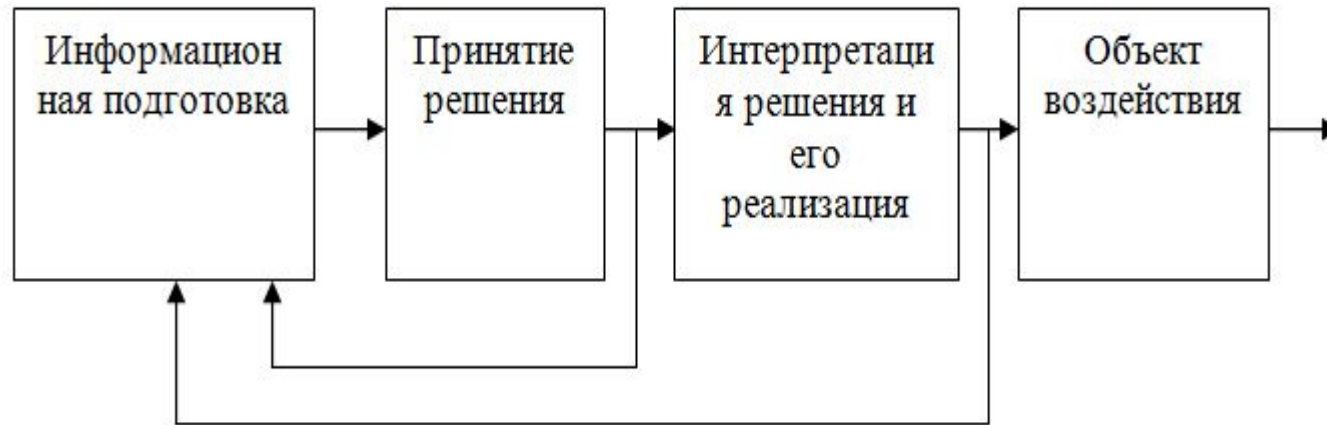 Информацион
ная подготовка
Принятие
решения
Интерпретаци
я решения и
его
реализация
Объект
воздействия